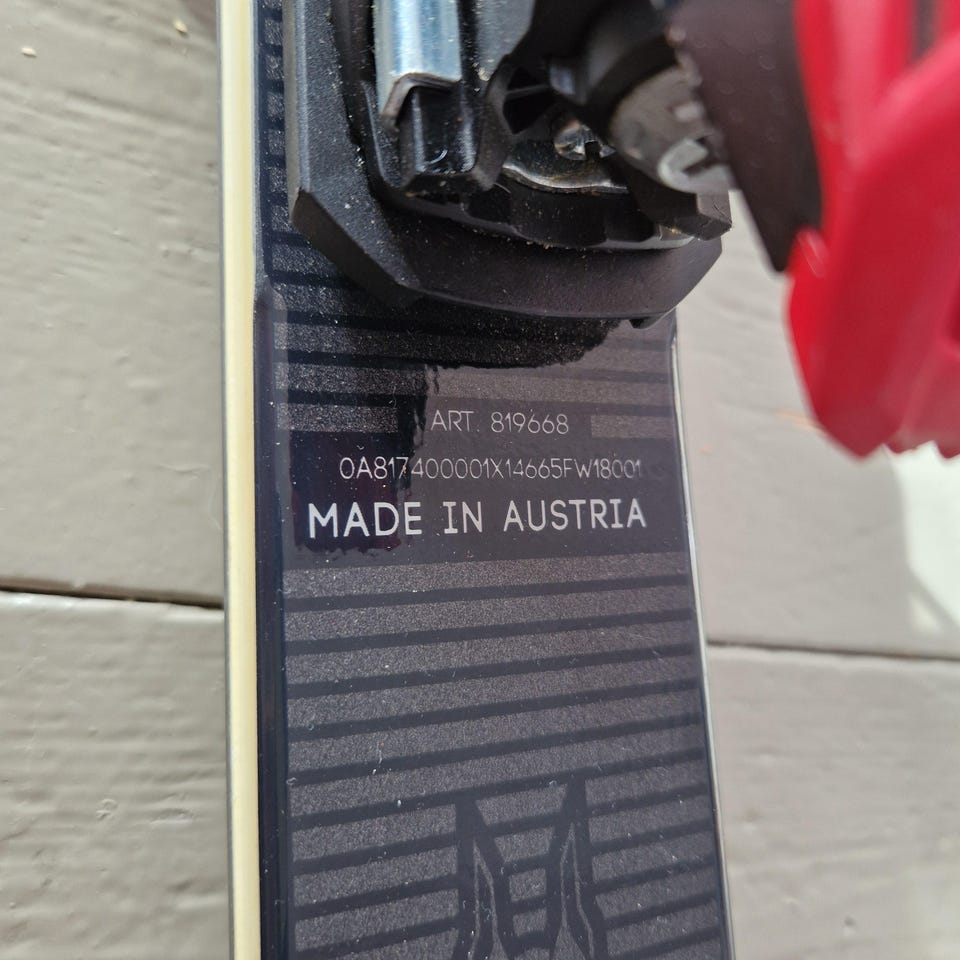 ART. 819668
0A817400001X14665FW18001
MADE IN AUSTRIA